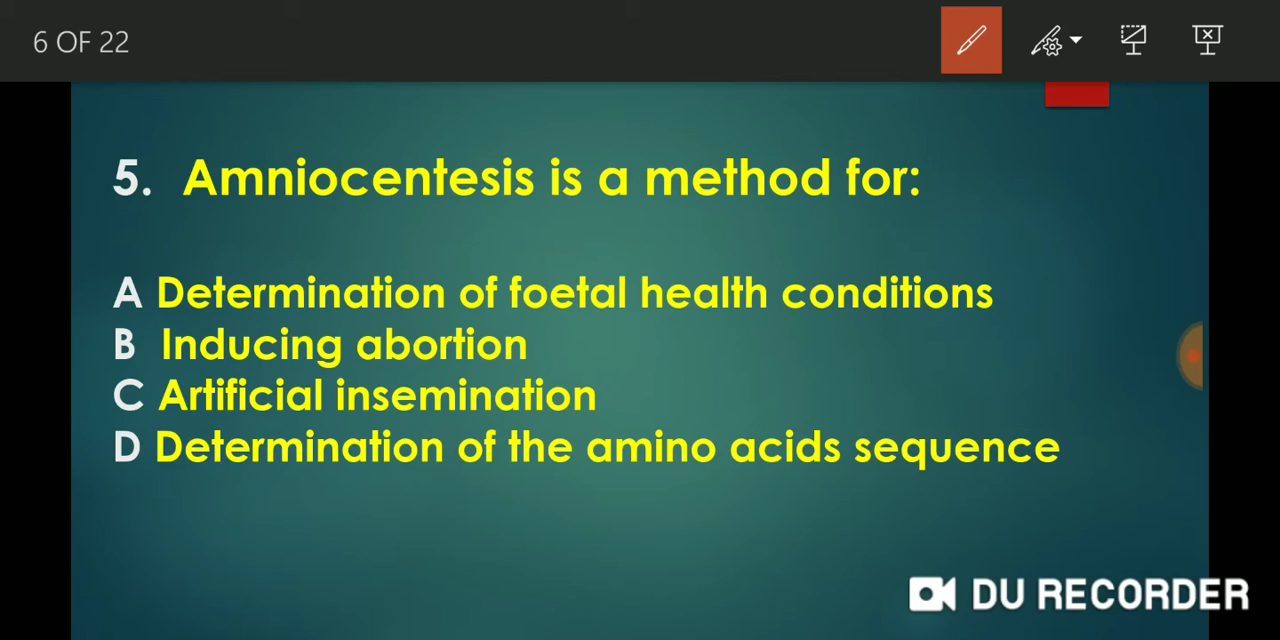 6 OF 22
5. Amniocentesis is a method for:
A Determination of foetal health conditions
B Inducing abortion
C Artificial insemination
D Determination of the amino acids sequence
DU RECORDER